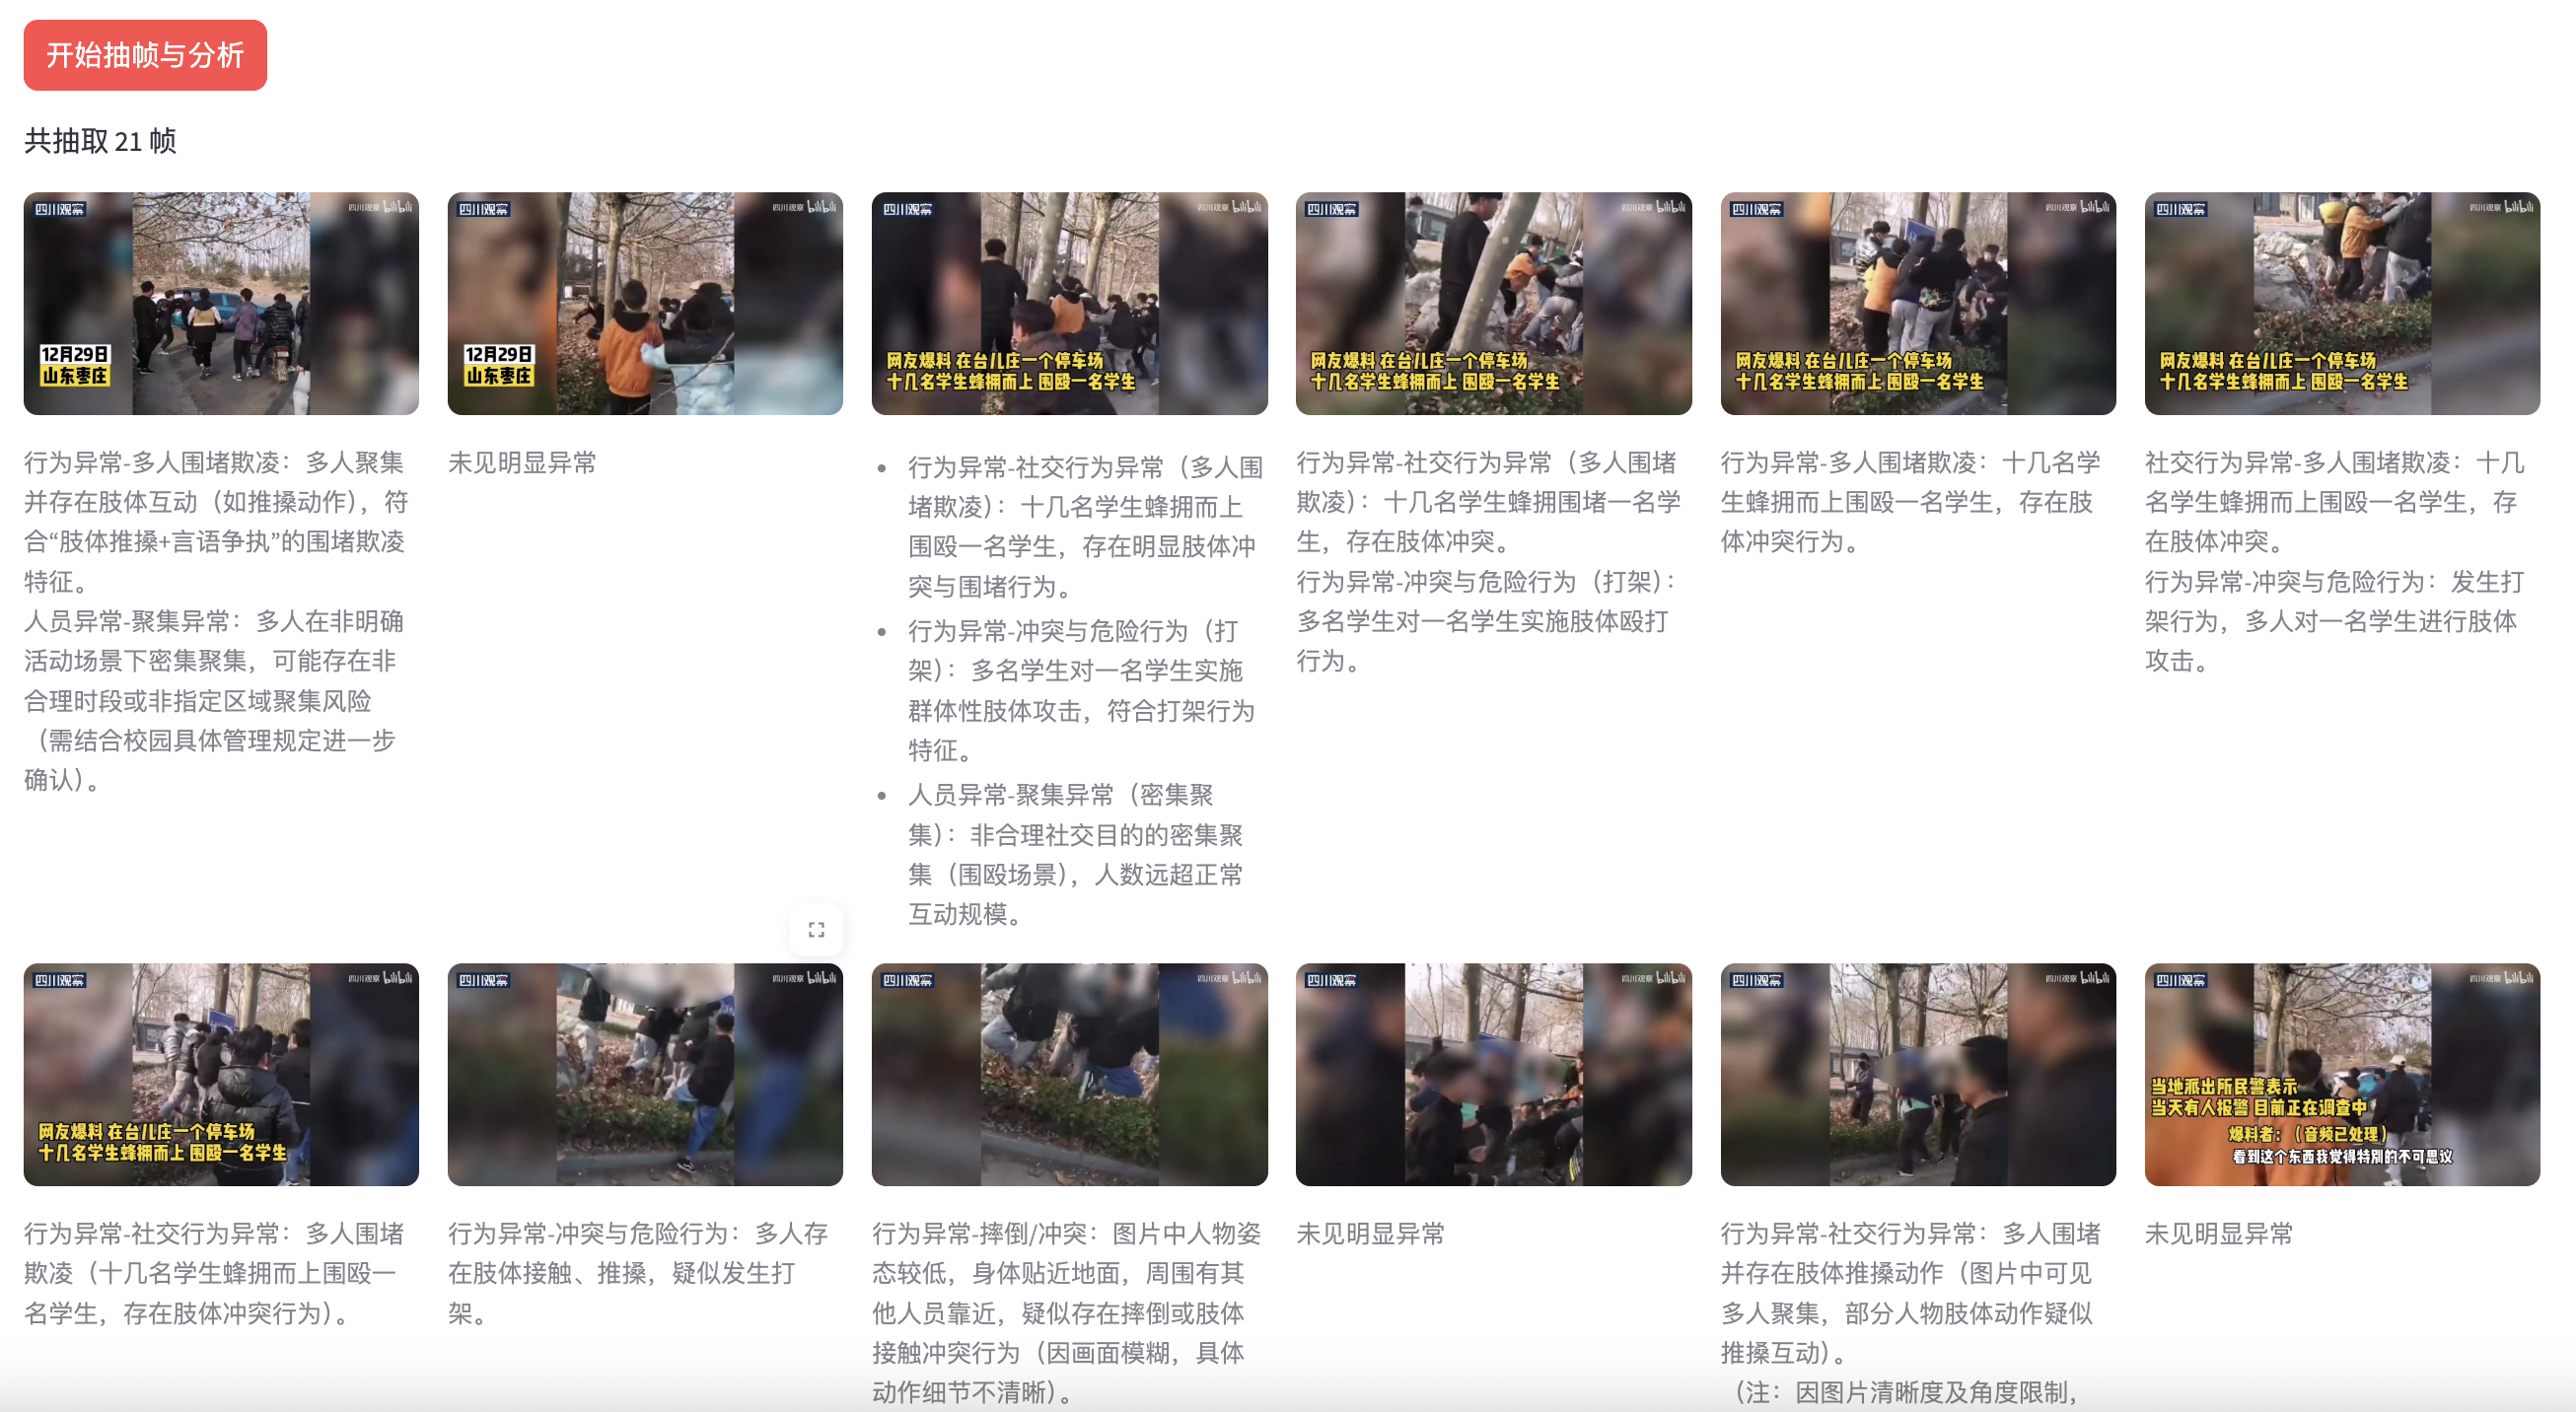 开始抽帧与分析
共抽取 21 帧
四川观察
四川观察 bilibili
12月29日
山东枣庄
四川观察
四川观察 bilibili
12月29日
山东枣庄
四川观察
四川观察 bilibili
网友爆料 在台儿庄一个停车场
十几名学生蜂拥而上 围殴一名学生
四川观察
四川观察 bilibili
网友爆料 在台儿庄一个停车场
十几名学生蜂拥而上 围殴一名学生
四川观察
四川观察 bilibili
网友爆料 在台儿庄一个停车场
十几名学生蜂拥而上 围殴一名学生
四川观察
四川观察 bilibili
网友爆料 在台儿庄一个停车场
十几名学生蜂拥而上 围殴一名学生
行为异常-多人围堵欺凌：多人聚集
并存在肢体互动（如推搡动作），符
合“肢体推搡+言语争执”的围堵欺凌
特征。
人员异常-聚集异常：多人在非明确
活动场景下密集聚集，可能存在非
合理时段或非指定区域聚集风险
（需结合校园具体管理规定进一步
确认）。
未见明显异常
• 行为异常-社交行为异常（多人围
堵欺凌）：十几名学生蜂拥而上
围殴一名学生，存在明显肢体冲
突与围堵行为。
• 行为异常-冲突与危险行为（打
架）：多名学生对一名学生实施
群体性肢体攻击，符合打架行为
特征。
• 人员异常-聚集异常（密集聚
集）：非合理社交目的的密集聚
集（围殴场景），人数远超正常
互动规模。
行为异常-社交行为异常（多人围堵
欺凌）：十几名学生蜂拥围堵一名学
生，存在肢体冲突。
行为异常-冲突与危险行为（打架）：
多名学生对一名学生实施肢体殴打
行为。
行为异常-多人围堵欺凌：十几名学
生蜂拥而上围殴一名学生，存在肢
体冲突行为。
社交行为异常-多人围堵欺凌：十几
名学生蜂拥而上围殴一名学生，存
在肢体冲突。
行为异常-冲突与危险行为：发生打
架行为，多人对一名学生进行肢体
攻击。
四川观察
四川观察 bilibili
网友爆料 在台儿庄一个停车场
十几名学生蜂拥而上 围殴一名学生
四川观察
四川观察 bilibili
四川观察
四川观察 bilibili
四川观察
四川观察 bilibili
四川观察
四川观察 bilibili
四川观察
四川观察 bilibili
当地派出所民警表示
当天有人报警 目前正在调查中
爆料者：（音频已处理）
看到这个东西我觉得特别的不可思议
行为异常-社交行为异常：多人围堵
欺凌（十几名学生蜂拥而上围殴一
名学生，存在肢体冲突行为）。
行为异常-冲突与危险行为：多人存
在肢体接触、推搡，疑似发生打
架。
行为异常-摔倒/冲突：图片中人物姿
态较低，身体贴近地面，周围有其
他人员靠近，疑似存在摔倒或肢体
接触冲突行为（因画面模糊，具体
动作细节不清晰）。
未见明显异常
行为异常-社交行为异常：多人围堵
并存在肢体推搡动作（图片中可见
多人聚集，部分人物肢体动作疑似
推搡互动）。
（注：因图片清晰度及角度限制，
未见明显异常